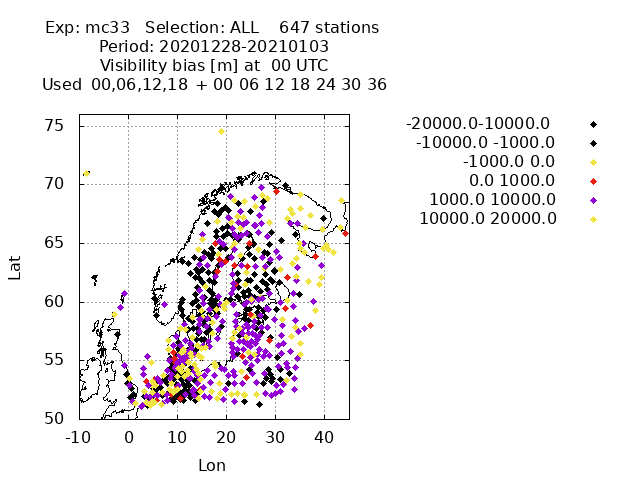 Exp: mc33 Selection: ALL 647 stations
Period: 20201228-20210103
Visibility bias [m] at 00 UTC
Used 00,06,12,18 + 00 06 12 18 24 30 36
-20000.0-10000.0
-10000.0 -1000.0
-1000.0 0.0
0.0 1000.0
1000.0 10000.0
10000.0 20000.0
75
70
65
60
55
50
Lat
-10 0 10 20 30 40
Lon